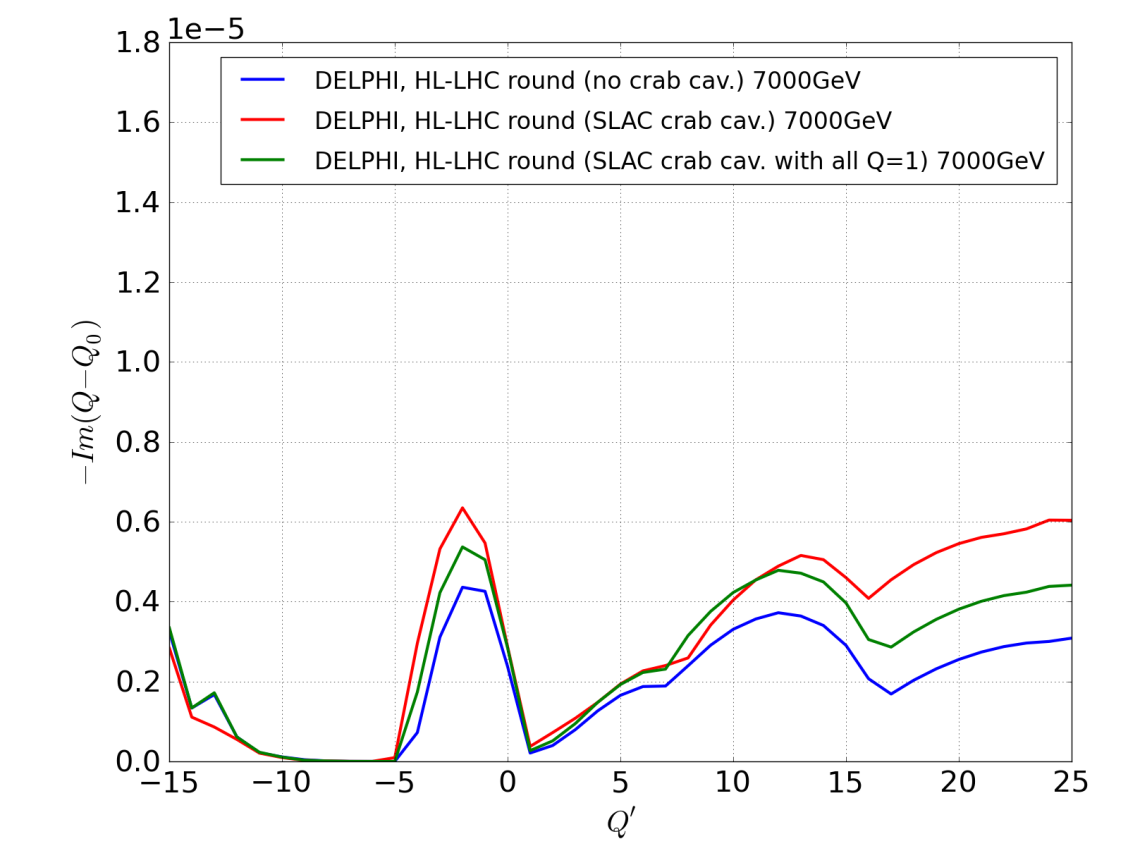 1e−5
1.8
1.6
1.4
1.2
1.0
0.8
0.6
0.4
0.2
0.0
−Im(Q−Q₀)
DELPHI, HL-LHC round (no crab cav.) 7000GeV
DELPHI, HL-LHC round (SLAC crab cav.) 7000GeV
DELPHI, HL-LHC round (SLAC crab cav. with all Q=1) 7000GeV
−15 −10 −5 0 5 10 15 20 25
Q′